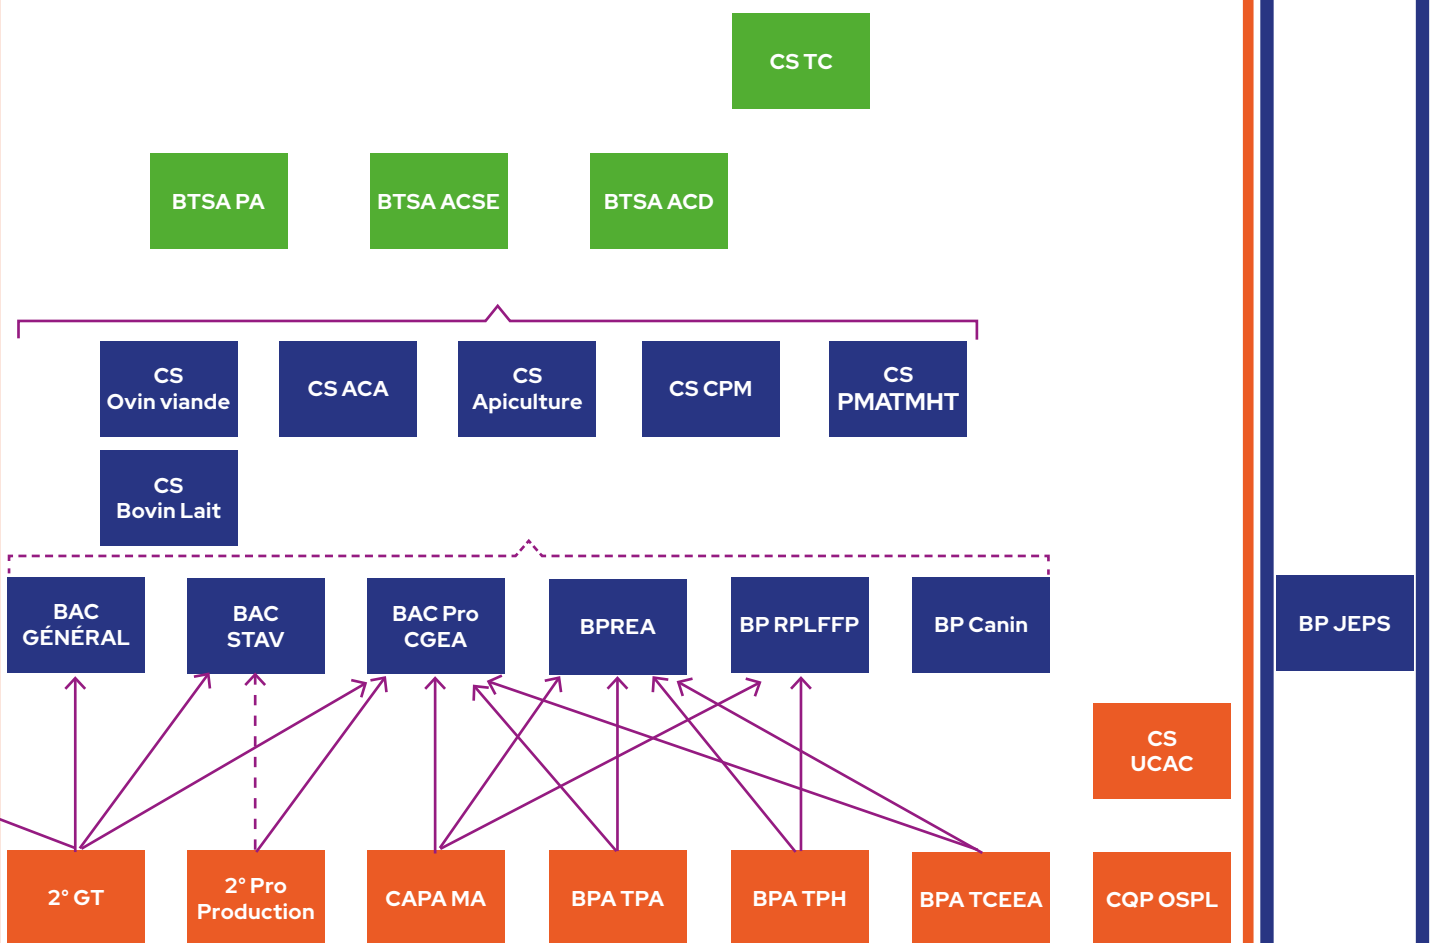 CS TC
BTSA PA
BTSA ACSE
BTSA ACD
CS
Ovin viande
CS ACA
CS
Apiculture
CS CPM
CS
PMATMHT
CS
Bovin Lait
BAC
GÉNÉRAL
BAC
STAV
BAC Pro
CGEA
BPREA
BP RPLFFP
BP Canin
BP JEPS
CS
UCAC
2° GT
2° Pro
Production
CAPA MA
BPA TPA
BPA TPH
BPA TCEEA
CQP OSPL